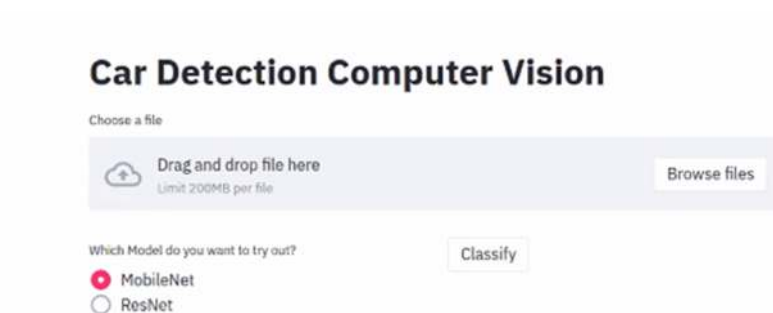 Car Detection Computer Vision
Choose a file
Drag and drop file here
Limit 200MB per file
Browse files
Which Model do you want to try out?
Classify
MobileNet
ResNet